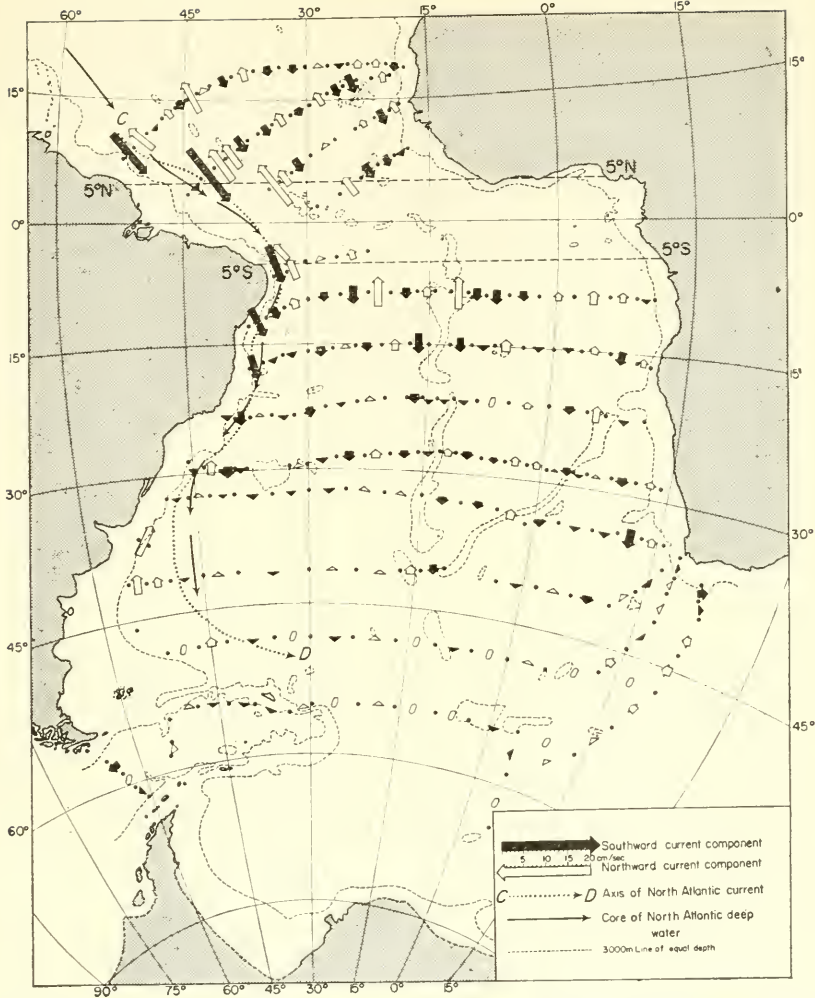 60° 45° 30° 15° 0° 15°
15° 15°
C
5°N 5°N
0° 0°
5°S 5°S
15° 15°
30° 30°
45° 45°
D
60°
Southward current component
5 10 15 20 cm/sec
Northward current component
C D Axis of North Atlantic current
Core of North Atlantic deep
water
3000m Line of equal depth
90° 75° 60° 45° 30° 15° 0° 15°